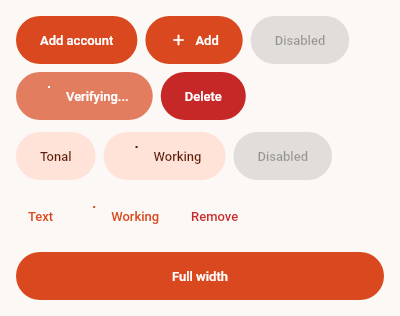 Add account Add Disabled
Verifying... Delete
Tonal Working Disabled
Text Working Remove
Full width